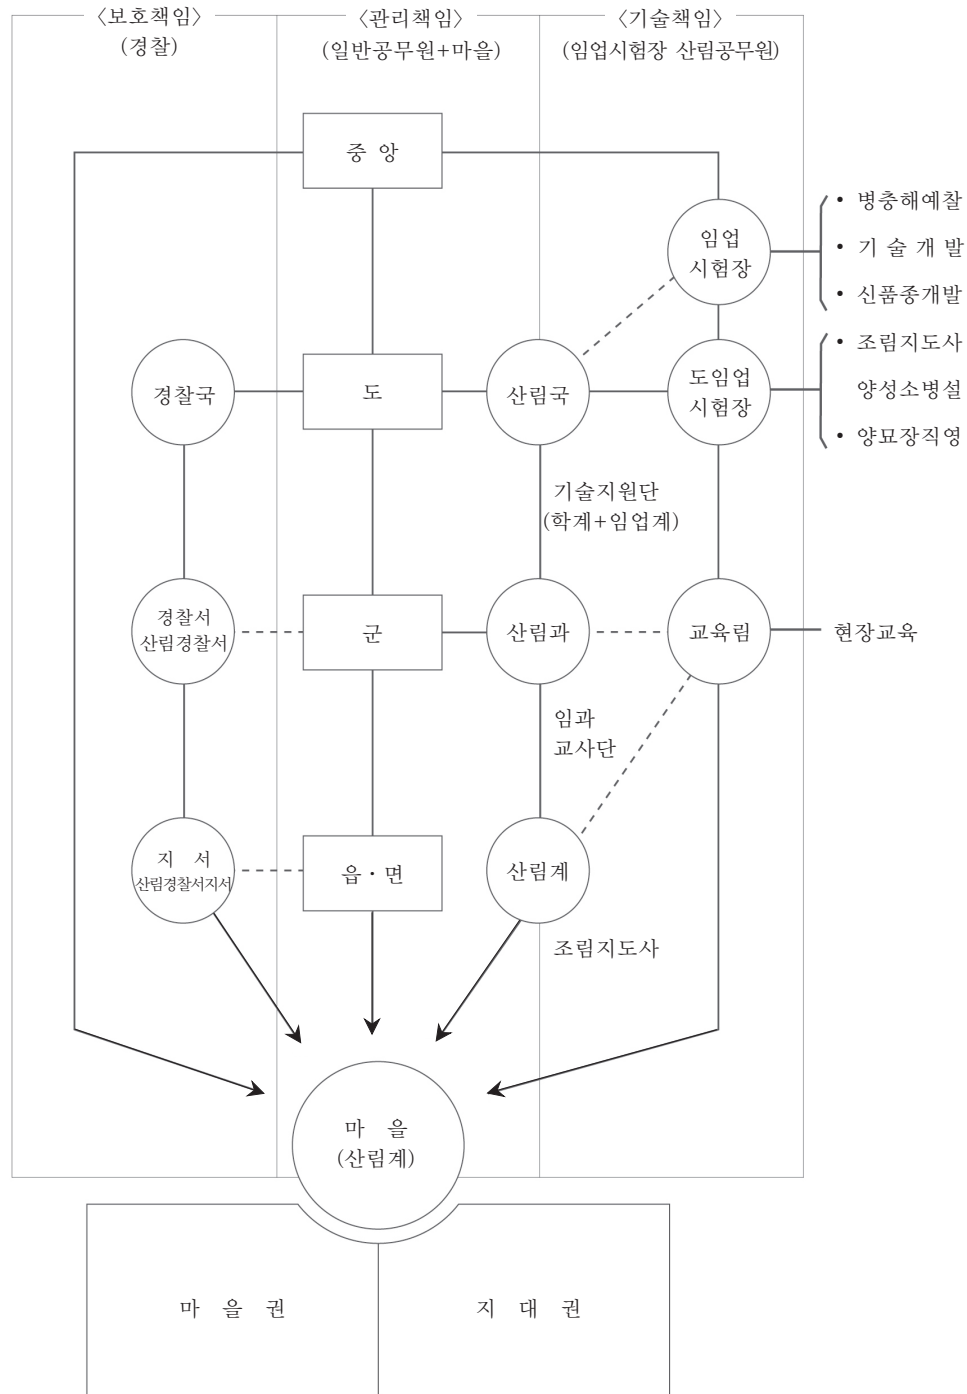 〈보호책임〉
(경찰)
〈관리책임〉
(일반공무원+마을)
〈기술책임〉
(임업시험장 산림공무원)
중 앙
임업
시험장
• 병충해예찰
• 기 술 개 발
• 신품종개발
경찰국
도
산림국
도임업
시험장
• 조림지도사
양성소병설
• 양묘장직영
기술지원단
(학계+임업계)
경찰서
산림경찰서
군
산림과
교육림
현장교육
임과
교사단
지 서
산림경찰서지서
읍·면
산림계
조림지도사
마 을
(산림계)
마 을 권
지 대 권